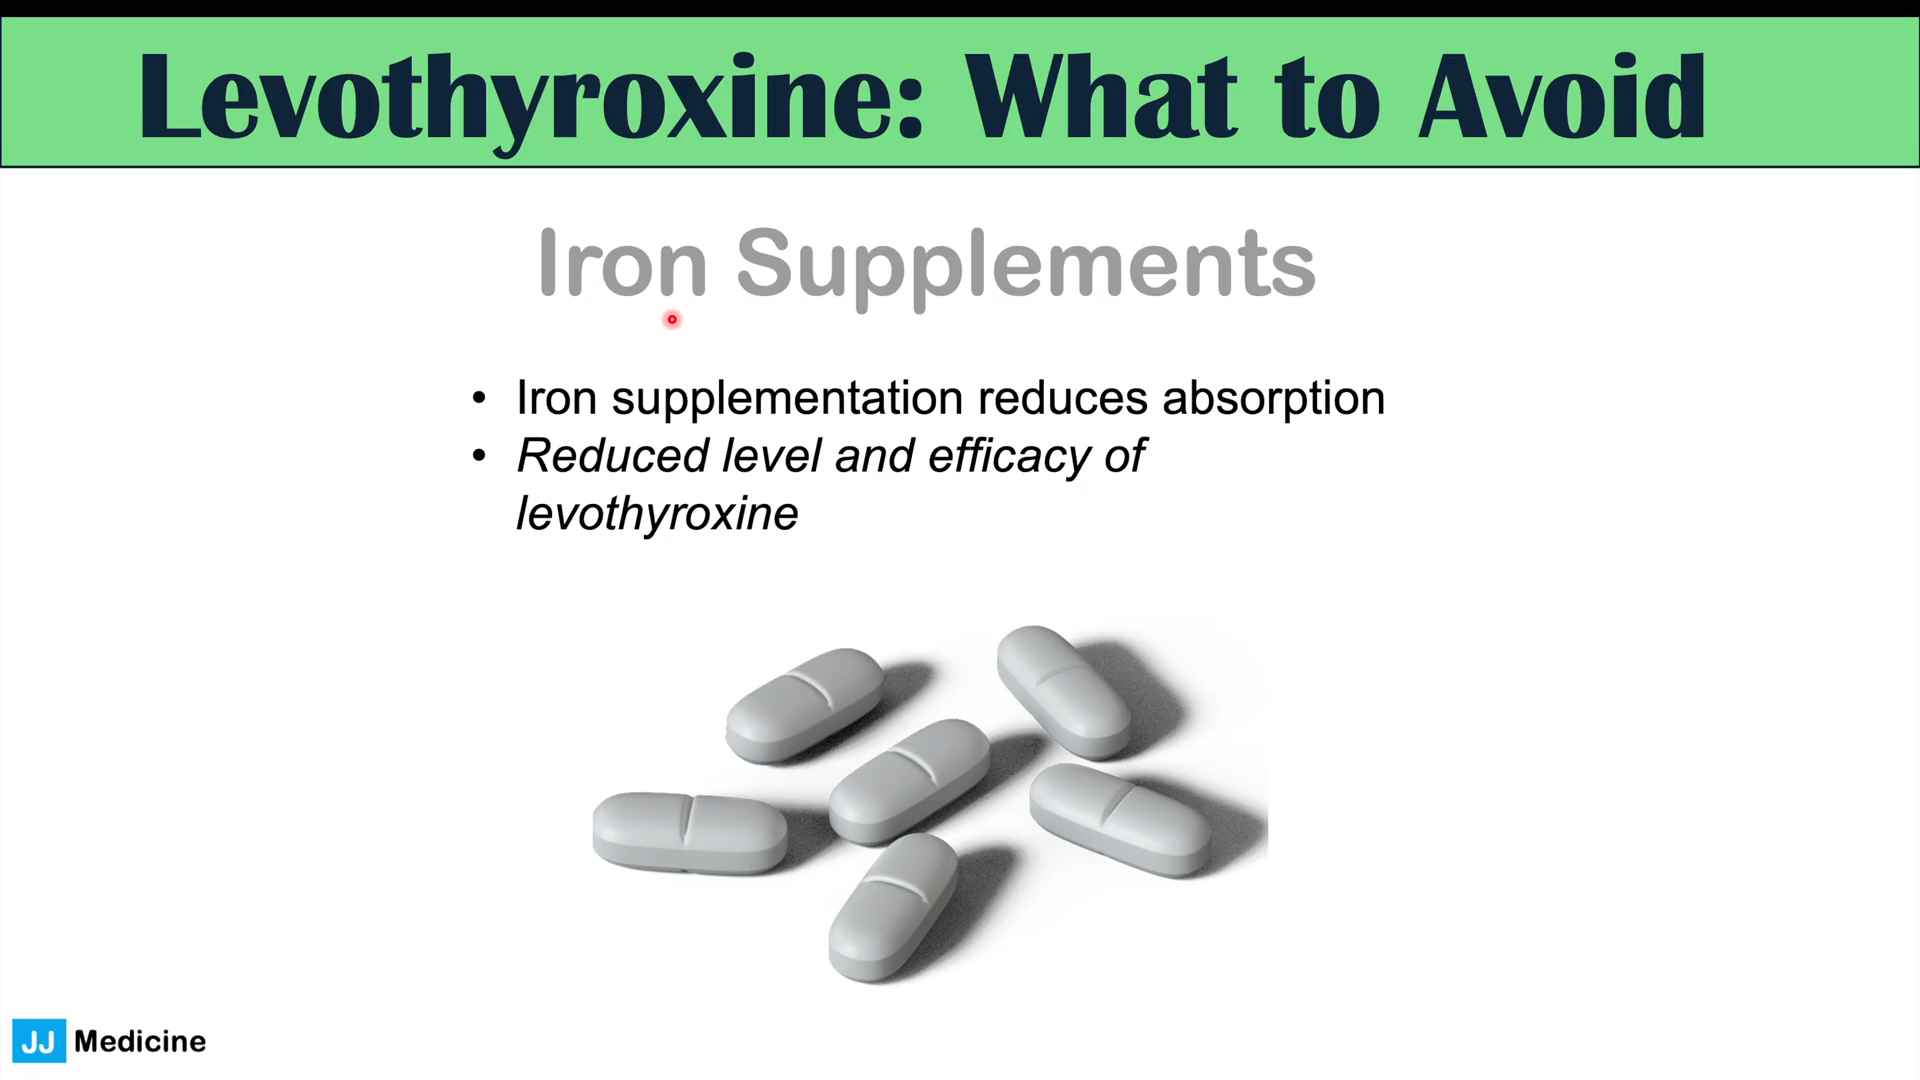 Levothyroxine: What to Avoid
Iron Supplements
• Iron supplementation reduces absorption
• Reduced level and efficacy of
levothyroxine
JJ Medicine